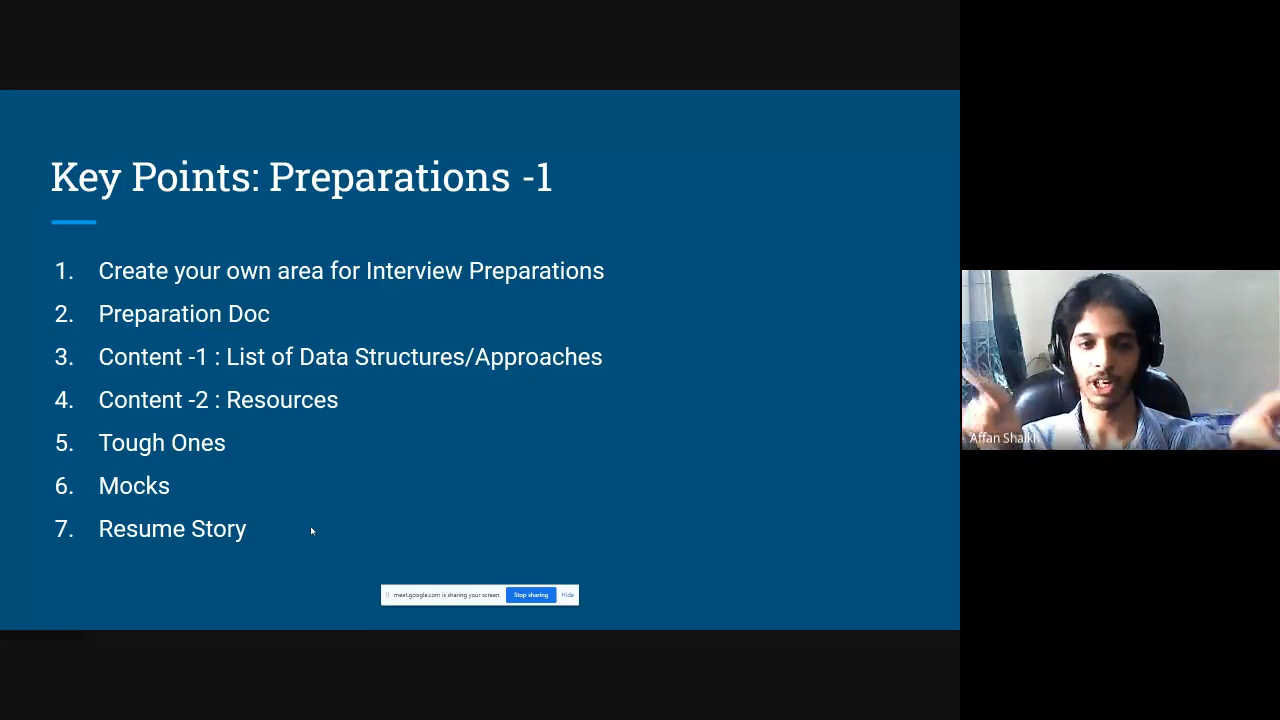 Key Points: Preparations -1
1. Create your own area for Interview Preparations
2. Preparation Doc
3. Content -1 : List of Data Structures/Approaches
4. Content -2 : Resources
5. Tough Ones
6. Mocks
7. Resume Story
meet.google.com is sharing your screen. Stop sharing Hide
Affan Shaikh